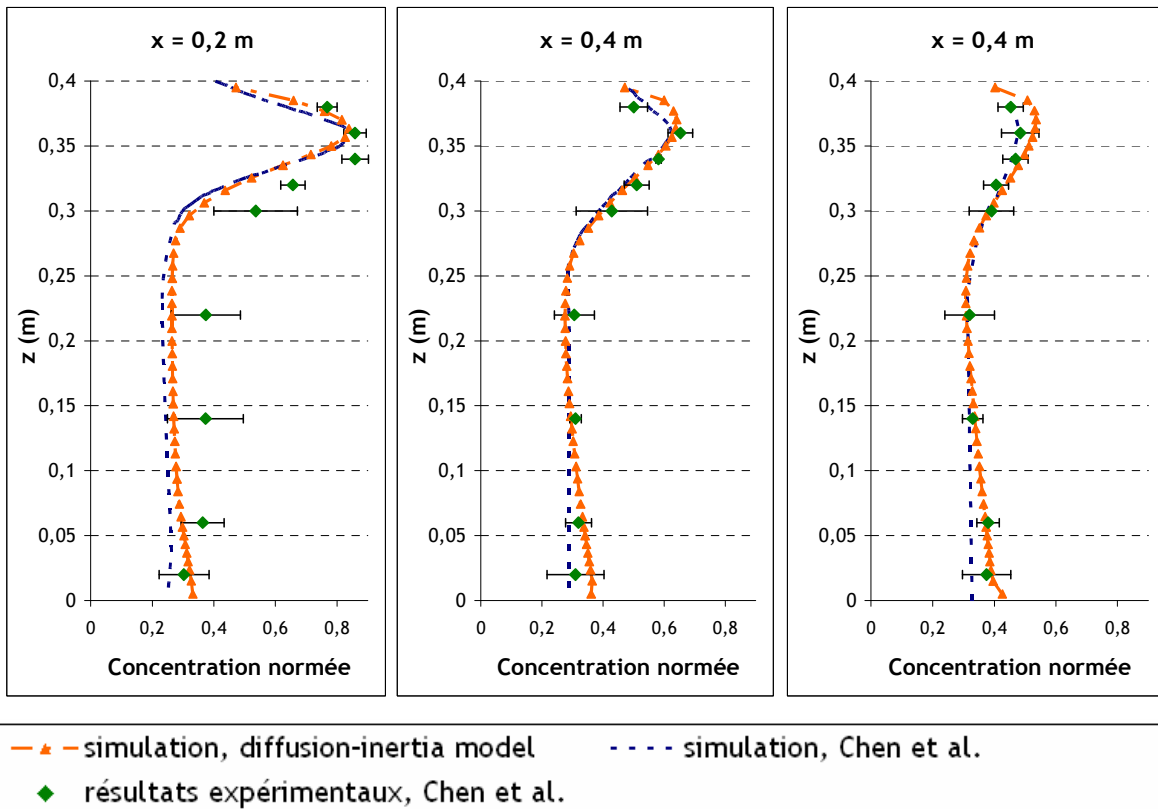 x = 0,2 m
0,4
0,35
0,3
0,25
0,2
0,15
0,1
0,05
0
z (m)
0 0,2 0,4 0,6 0,8
Concentration normée
x = 0,4 m
0,4
0,35
0,3
0,25
0,2
0,15
0,1
0,05
0
z (m)
0 0,2 0,4 0,6 0,8
Concentration normée
x = 0,4 m
0,4
0,35
0,3
0,25
0,2
0,15
0,1
0,05
0
z (m)
0 0,2 0,4 0,6 0,8
Concentration normée
simulation, diffusion-inertia model
simulation, Chen et al.
résultats expérimentaux, Chen et al.